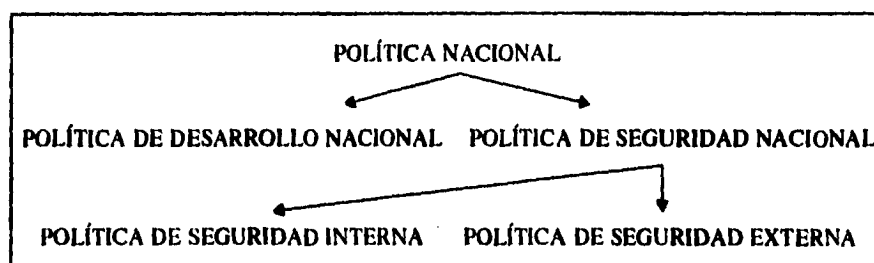 POLÍTICA NACIONAL
POLÍTICA DE DESARROLLO NACIONAL POLÍTICA DE SEGURIDAD NACIONAL
POLÍTICA DE SEGURIDAD INTERNA POLÍTICA DE SEGURIDAD EXTERNA